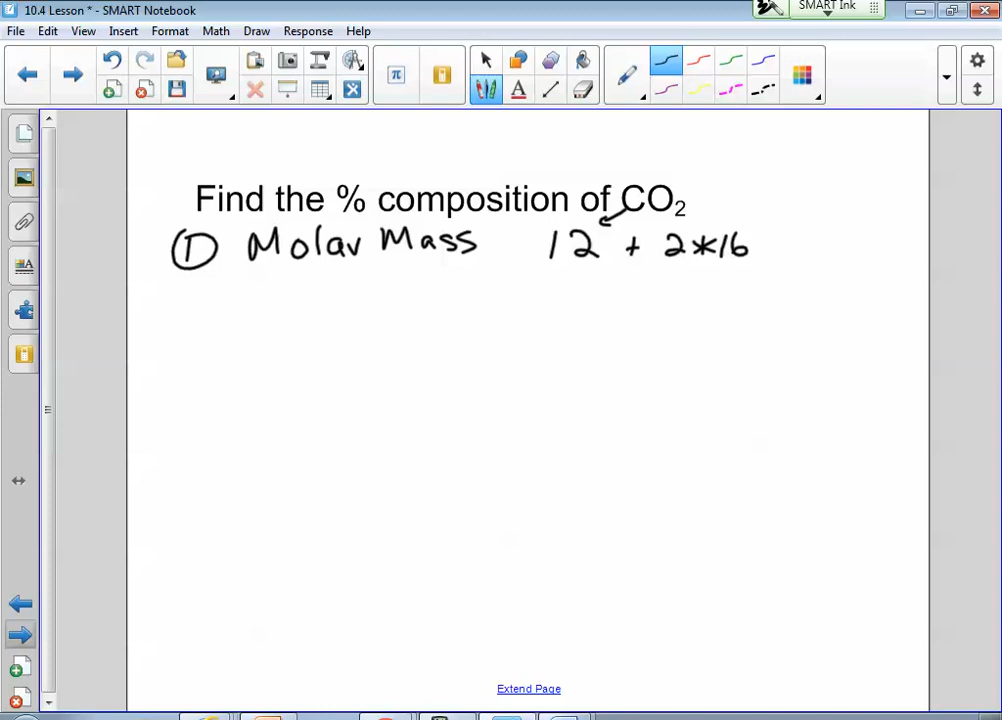 10.4 Lesson * - SMART Notebook
SMART Ink
File Edit View Insert Format Math Draw Response Help
π
A
Find the % composition of CO₂
① Molar Mass 12 + 2*16
Extend Page